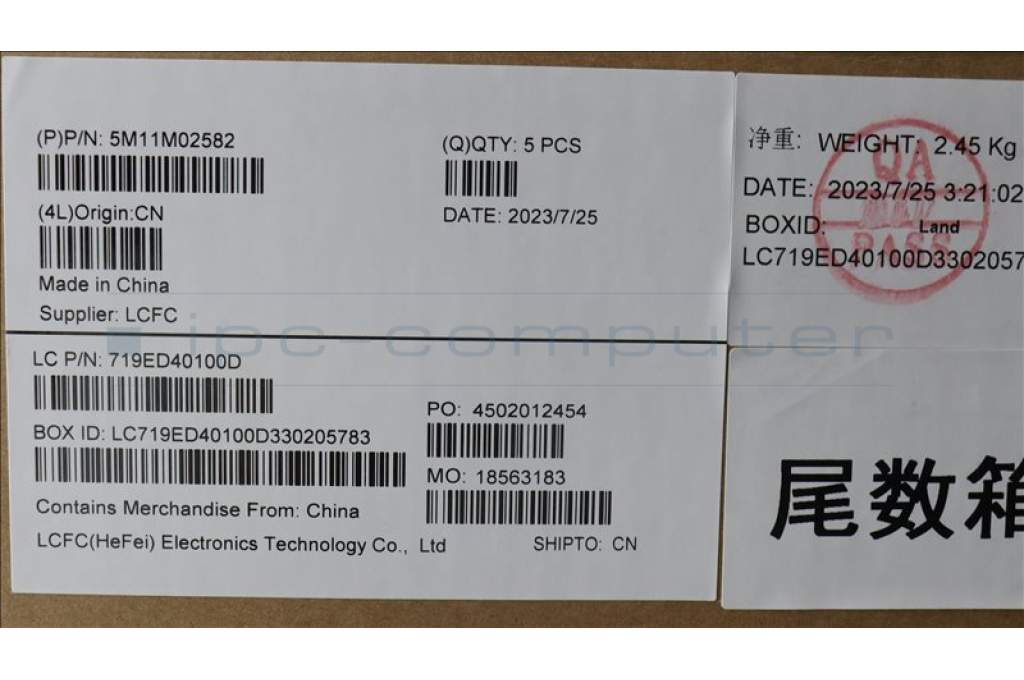 (P)P/N: 5M11M02582
(Q)QTY: 5 PCS
(4L)Origin:CN
DATE: 2023/7/25
Made in China
Supplier: LCFC
净重: WEIGHT: 2.45 Kg
DATE: 2023/7/25 3:21:02
BOXID: Land
LC719ED40100D3302057
QA
PASS
ipc-computer
LC P/N: 719ED40100D
PO: 4502012454
BOX ID: LC719ED40100D330205783
MO: 18563183
Contains Merchandise From: China
LCFC(HeFei) Electronics Technology Co., Ltd
SHIPTO: CN
尾数箱